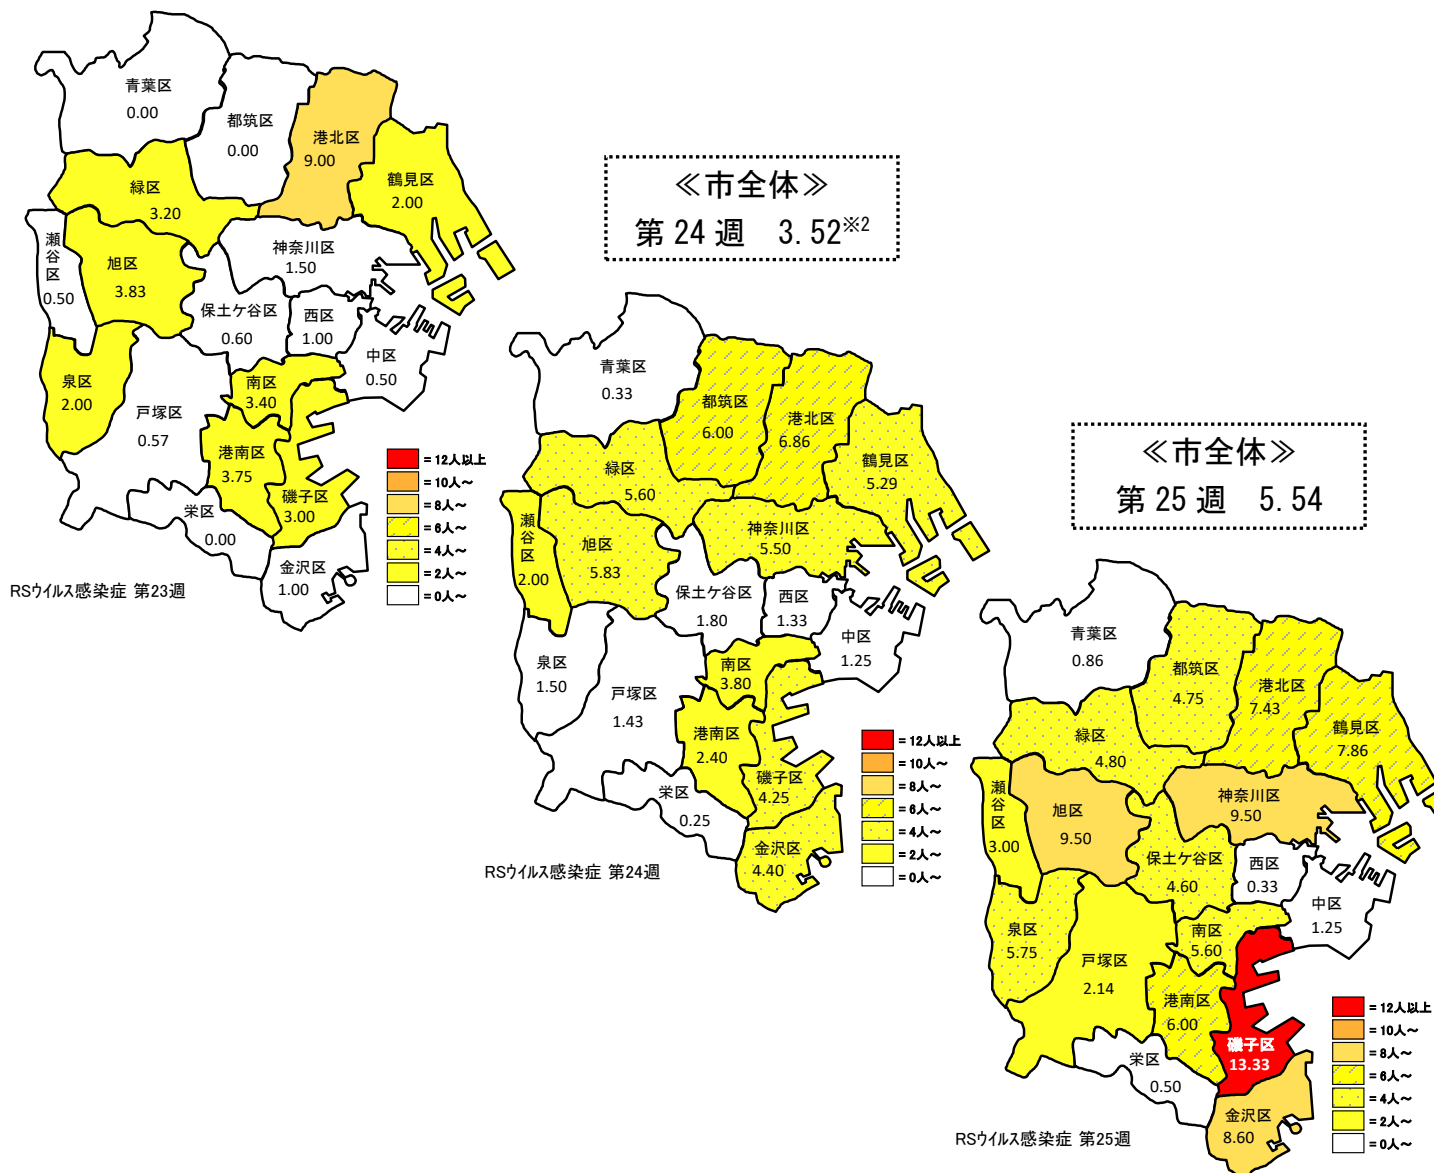 青葉区
0.00
都筑区
0.00
港北区
9.00
鶴見区
2.00
緑区
3.20
神奈川区
1.50
瀬谷区
0.50
旭区
3.83
保土ケ谷区
0.60
西区
1.00
中区
0.50
泉区
2.00
戸塚区
0.57
南区
3.40
港南区
3.75
磯子区
3.00
栄区
0.00
金沢区
1.00
= 12人以上
= 10人～
= 8人～
= 6人～
= 4人～
= 2人～
= 0人～
RSウイルス感染症 第23週
≪市全体≫
第 24 週　3.52※2
青葉区
0.33
都筑区
6.00
港北区
6.86
鶴見区
5.29
緑区
5.60
神奈川区
5.50
瀬谷区
2.00
旭区
5.83
保土ケ谷区
1.80
西区
1.33
中区
1.25
泉区
1.50
戸塚区
1.43
南区
3.80
港南区
2.40
磯子区
4.25
栄区
0.25
金沢区
4.40
= 12人以上
= 10人～
= 8人～
= 6人～
= 4人～
= 2人～
= 0人～
RSウイルス感染症 第24週
≪市全体≫
第 25 週　5.54
青葉区
0.86
都筑区
4.75
港北区
7.43
鶴見区
7.86
緑区
4.80
神奈川区
9.50
瀬谷区
3.00
旭区
9.50
保土ケ谷区
4.60
西区
0.33
中区
1.25
泉区
5.75
戸塚区
2.14
南区
5.60
港南区
6.00
磯子区
13.33
栄区
0.50
金沢区
8.60
= 12人以上
= 10人～
= 8人～
= 6人～
= 4人～
= 2人～
= 0人～
RSウイルス感染症 第25週